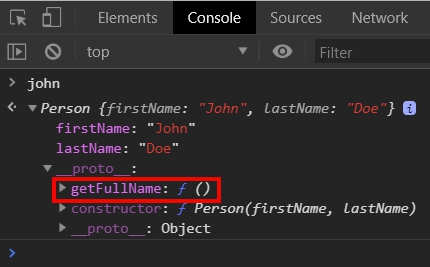 Elements Console Sources Network
top Filter
> john
<· ▼Person {firstName: "John", lastName: "Doe"} i
firstName: "John"
lastName: "Doe"
▼__proto__:
▶getFullName: ƒ ()
▶constructor: ƒ Person(firstName, lastName)
▶__proto__: Object
>